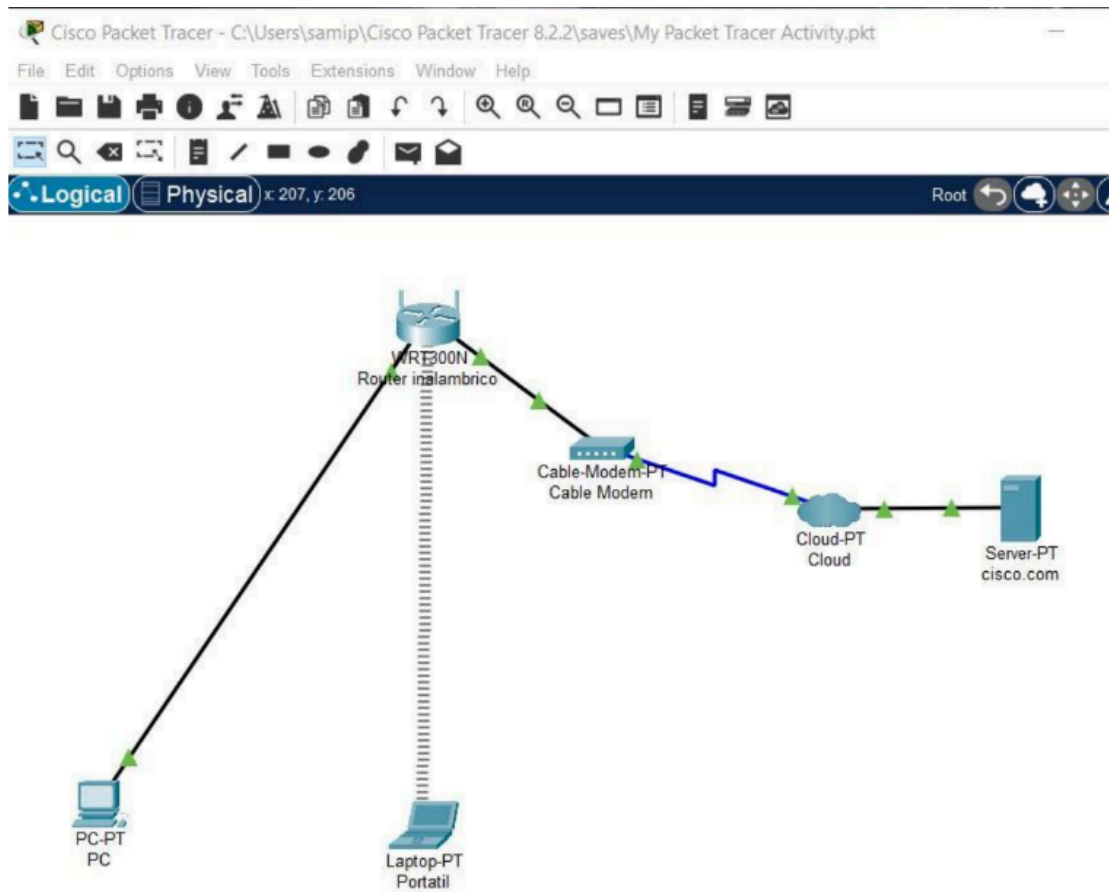 Cisco Packet Tracer - C:\Users\samip\Cisco Packet Tracer 8.2.2\saves\My Packet Tracer Activity.pkt
File Edit Options View Tools Extensions Window Help
Logical Physical x: 207, y: 206 Root
WRT300N
Router inalambrico
Cable-Modem-PT
Cable Modem
Cloud-PT
Cloud
Server-PT
cisco.com
PC-PT
PC
Laptop-PT
Portatil